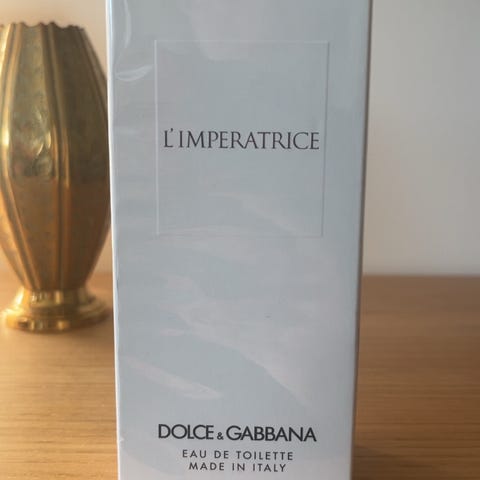 L'IMPERATRICE
DOLCE & GABBANA
EAU DE TOILETTE
MADE IN ITALY